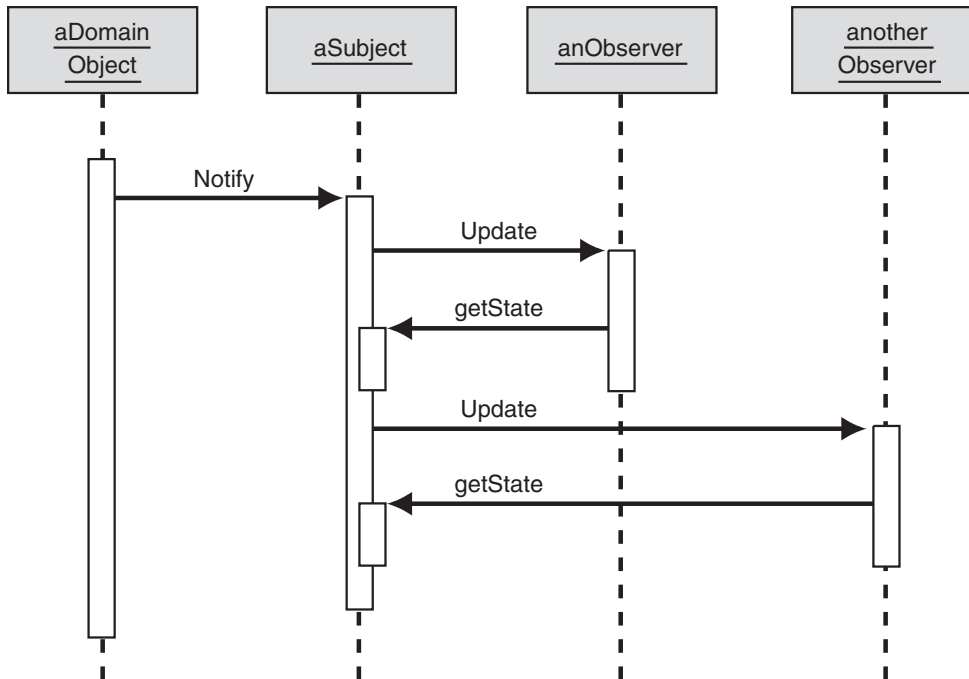 aDomain
Object
aSubject
anObserver
another
Observer
Notify
Update
getState
Update
getState